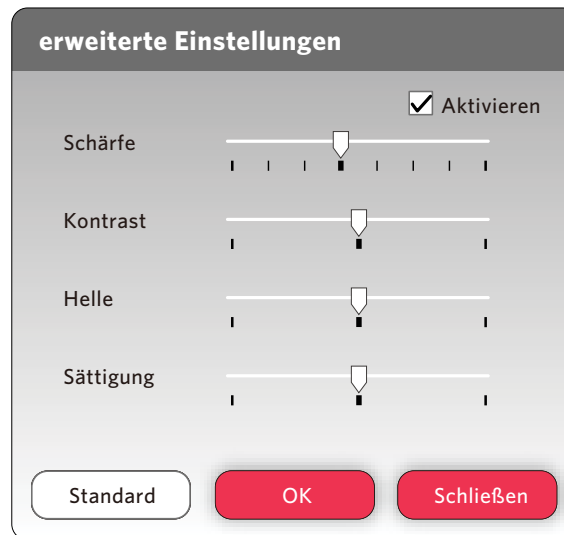 erweiterte Einstellungen
Aktivieren
Schärfe
Kontrast
Helle
Sättigung
Standard OK Schließen